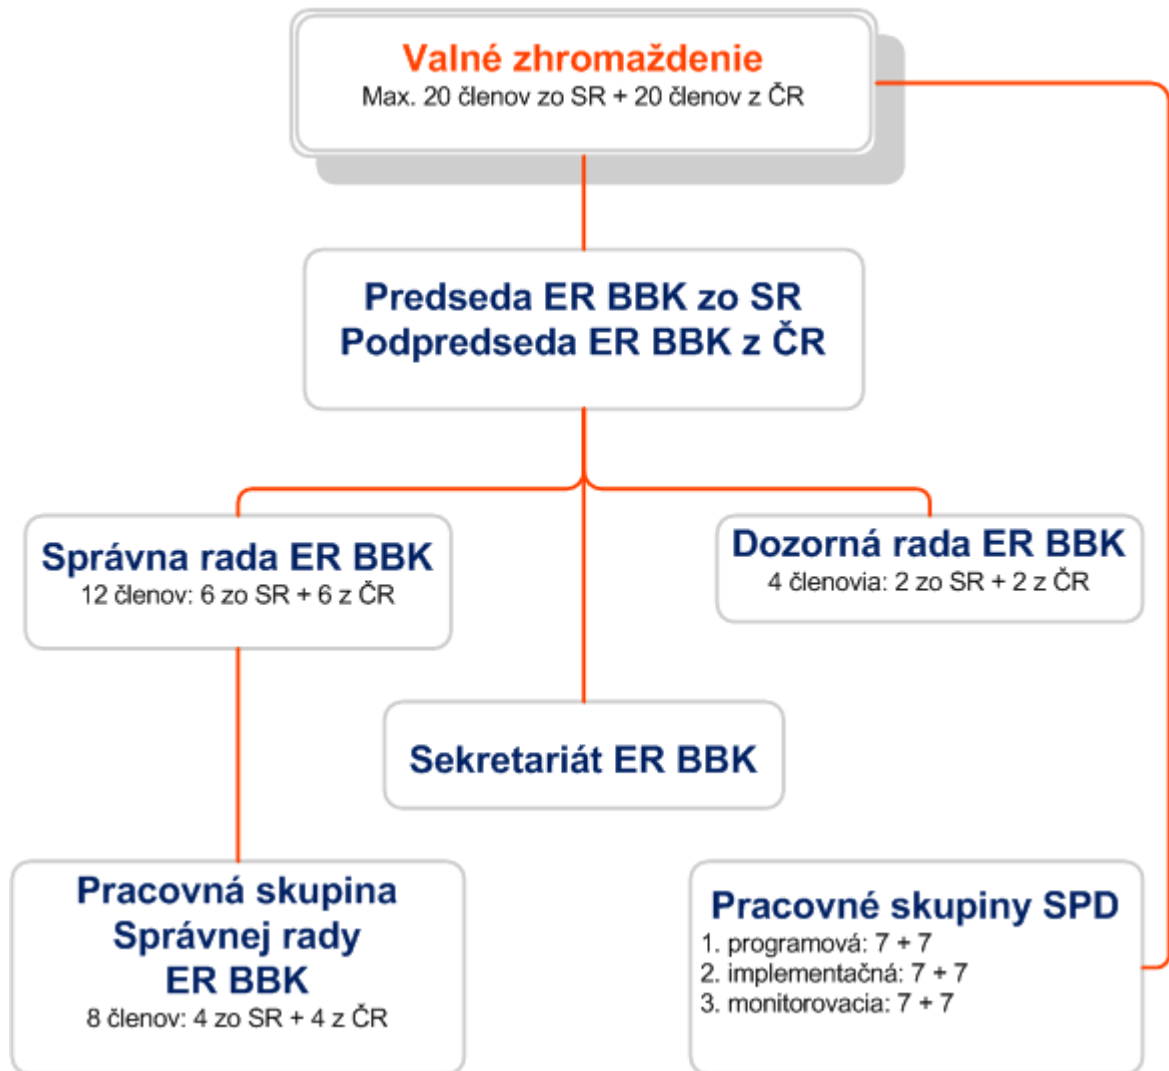 Valné zhromaždenie
Max. 20 členov zo SR + 20 členov z ČR
Predseda ER BBK zo SR
Podpredseda ER BBK z ČR
Správna rada ER BBK
12 členov: 6 zo SR + 6 z ČR
Dozorná rada ER BBK
4 členovia: 2 zo SR + 2 z ČR
Sekretariát ER BBK
Pracovná skupina
Správnej rady
ER BBK
8 členov: 4 zo SR + 4 z ČR
Pracovné skupiny SPD
1. programová: 7 + 7
2. implementačná: 7 + 7
3. monitorovacia: 7 + 7